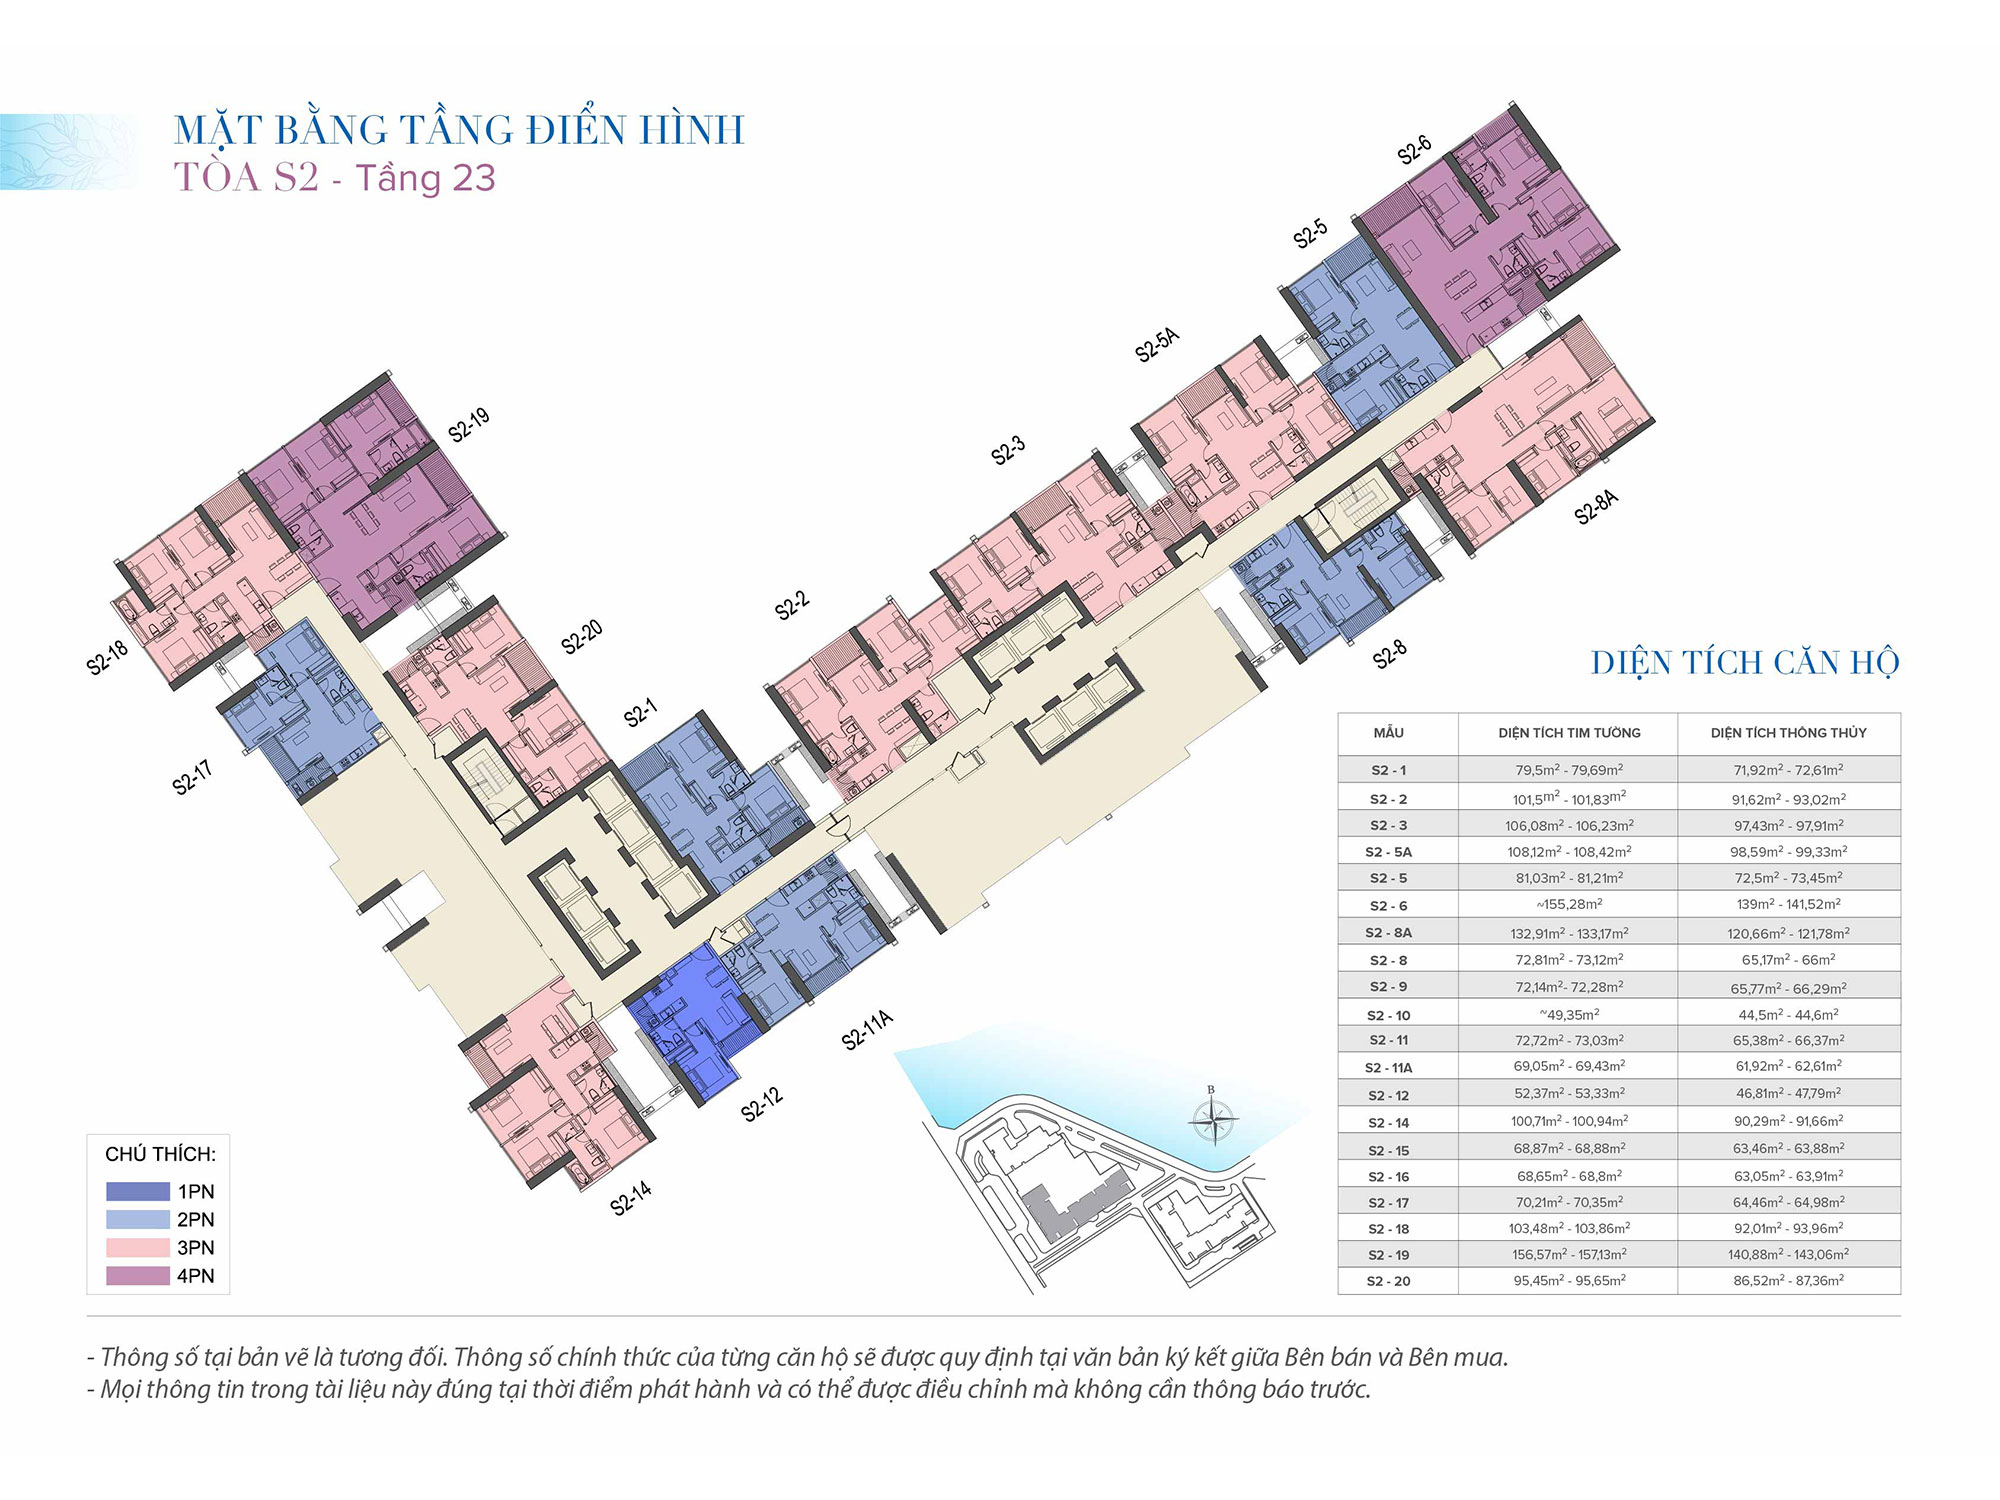 MẶT BẰNG TẦNG ĐIỂN HÌNH
TÒA S2 - Tầng 23
S2-6
S2-5
S2-5A
S2-3
S2-2
S2-19
S2-20
S2-1
S2-18
S2-17
S2-8A
S2-8
S2-11A
S2-12
S2-14
B
DIỆN TÍCH CĂN HỘ
MẪU DIỆN TÍCH TIM TƯỜNG DIỆN TÍCH THÔNG THỦY
S2 - 1 79,5m² - 79,69m² 71,92m² - 72,61m²
S2 - 2 101,5m² - 101,83m² 91,62m² - 93,02m²
S2 - 3 106,08m² - 106,23m² 97,43m² - 97,91m²
S2 - 5A 108,12m² - 108,42m² 98,59m² - 99,33m²
S2 - 5 81,03m² - 81,21m² 72,5m² - 73,45m²
S2 - 6 ~155,28m² 139m² - 141,52m²
S2 - 8A 132,91m² - 133,17m² 120,66m² - 121,78m²
S2 - 8 72,81m² - 73,12m² 65,17m² - 66m²
S2 - 9 72,14m²- 72,28m² 65,77m² - 66,29m²
S2 - 10 ~49,35m² 44,5m² - 44,6m²
S2 - 11 72,72m² - 73,03m² 65,38m² - 66,37m²
S2 - 11A 69,05m² - 69,43m² 61,92m² - 62,61m²
S2 - 12 52,37m² - 53,33m² 46,81m² - 47,79m²
S2 - 14 100,71m² - 100,94m² 90,29m² - 91,66m²
S2 - 15 68,87m² - 68,88m² 63,46m² - 63,88m²
S2 - 16 68,65m² - 68,8m² 63,05m² - 63,91m²
S2 - 17 70,21m² - 70,35m² 64,46m² - 64,98m²
S2 - 18 103,48m² - 103,86m² 92,01m² - 93,96m²
S2 - 19 156,57m² - 157,13m² 140,88m² - 143,06m²
S2 - 20 95,45m² - 95,65m² 86,52m² - 87,36m²
CHÚ THÍCH:
1PN
2PN
3PN
4PN
- Thông số tại bản vẽ là tương đối. Thông số chính thức của từng căn hộ sẽ được quy định tại văn bản ký kết giữa Bên bán và Bên mua.
- Mọi thông tin trong tài liệu này đúng tại thời điểm phát hành và có thể được điều chỉnh mà không cần thông báo trước.